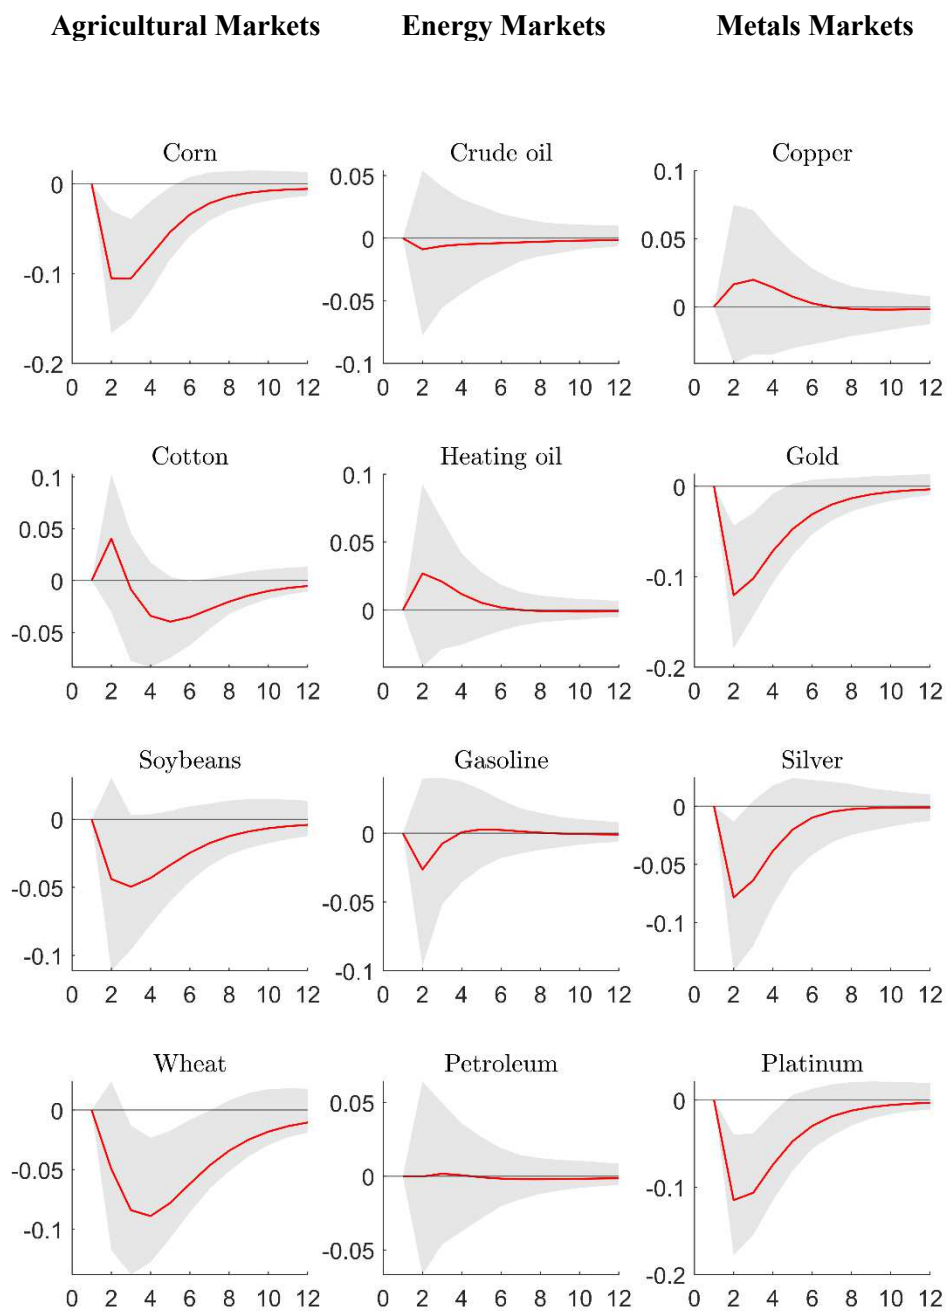 Agricultural Markets Energy Markets Metals Markets
Corn Crude oil Copper
0 -0.1 -0.2
0.05 0 -0.05 -0.1
0.1 0.05 0
0 2 4 6 8 10 12 0 2 4 6 8 10 12 0 2 4 6 8 10 12
Cotton Heating oil Gold
0.1 0.05 0 -0.05
0.1 0.05 0
0 -0.1 -0.2
0 2 4 6 8 10 12 0 2 4 6 8 10 12 0 2 4 6 8 10 12
Soybeans Gasoline Silver
0 -0.05 -0.1
0 -0.05 -0.1
0 -0.05 -0.1
0 2 4 6 8 10 12 0 2 4 6 8 10 12 0 2 4 6 8 10 12
Wheat Petroleum Platinum
0 -0.05 -0.1
0.05 0 -0.05
0 -0.1 -0.2
0 2 4 6 8 10 12 0 2 4 6 8 10 12 0 2 4 6 8 10 12